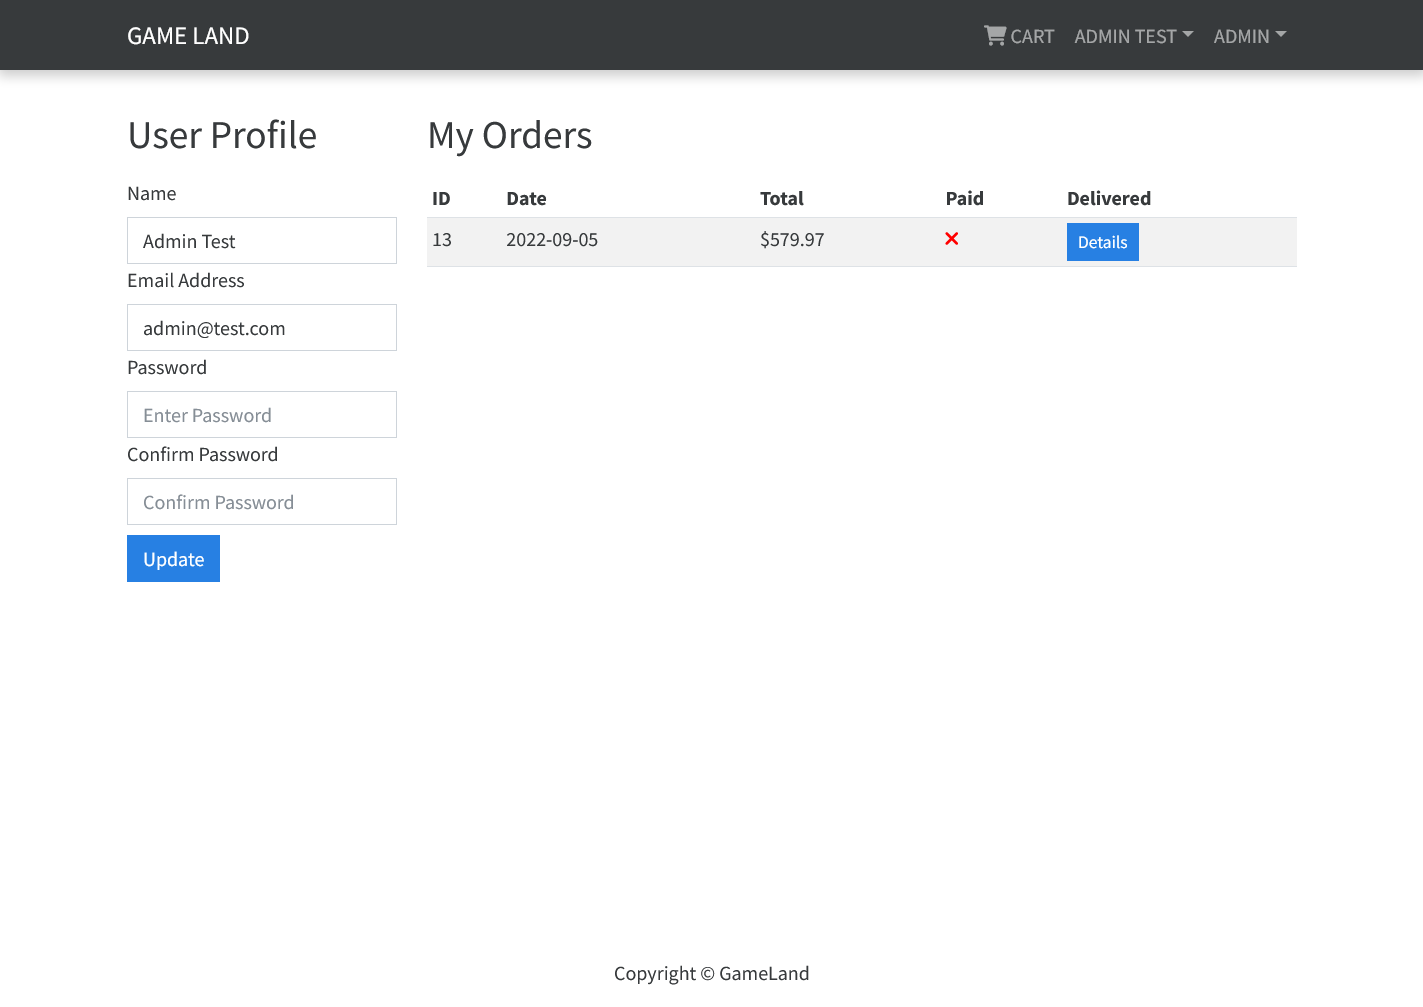 GAME LAND
CART ADMIN TEST ADMIN
User Profile
Name
Admin Test
Email Address
admin@test.com
Password
Enter Password
Confirm Password
Confirm Password
Update
My Orders
ID Date Total Paid Delivered
13 2022-09-05 $579.97 Details
Copyright © GameLand